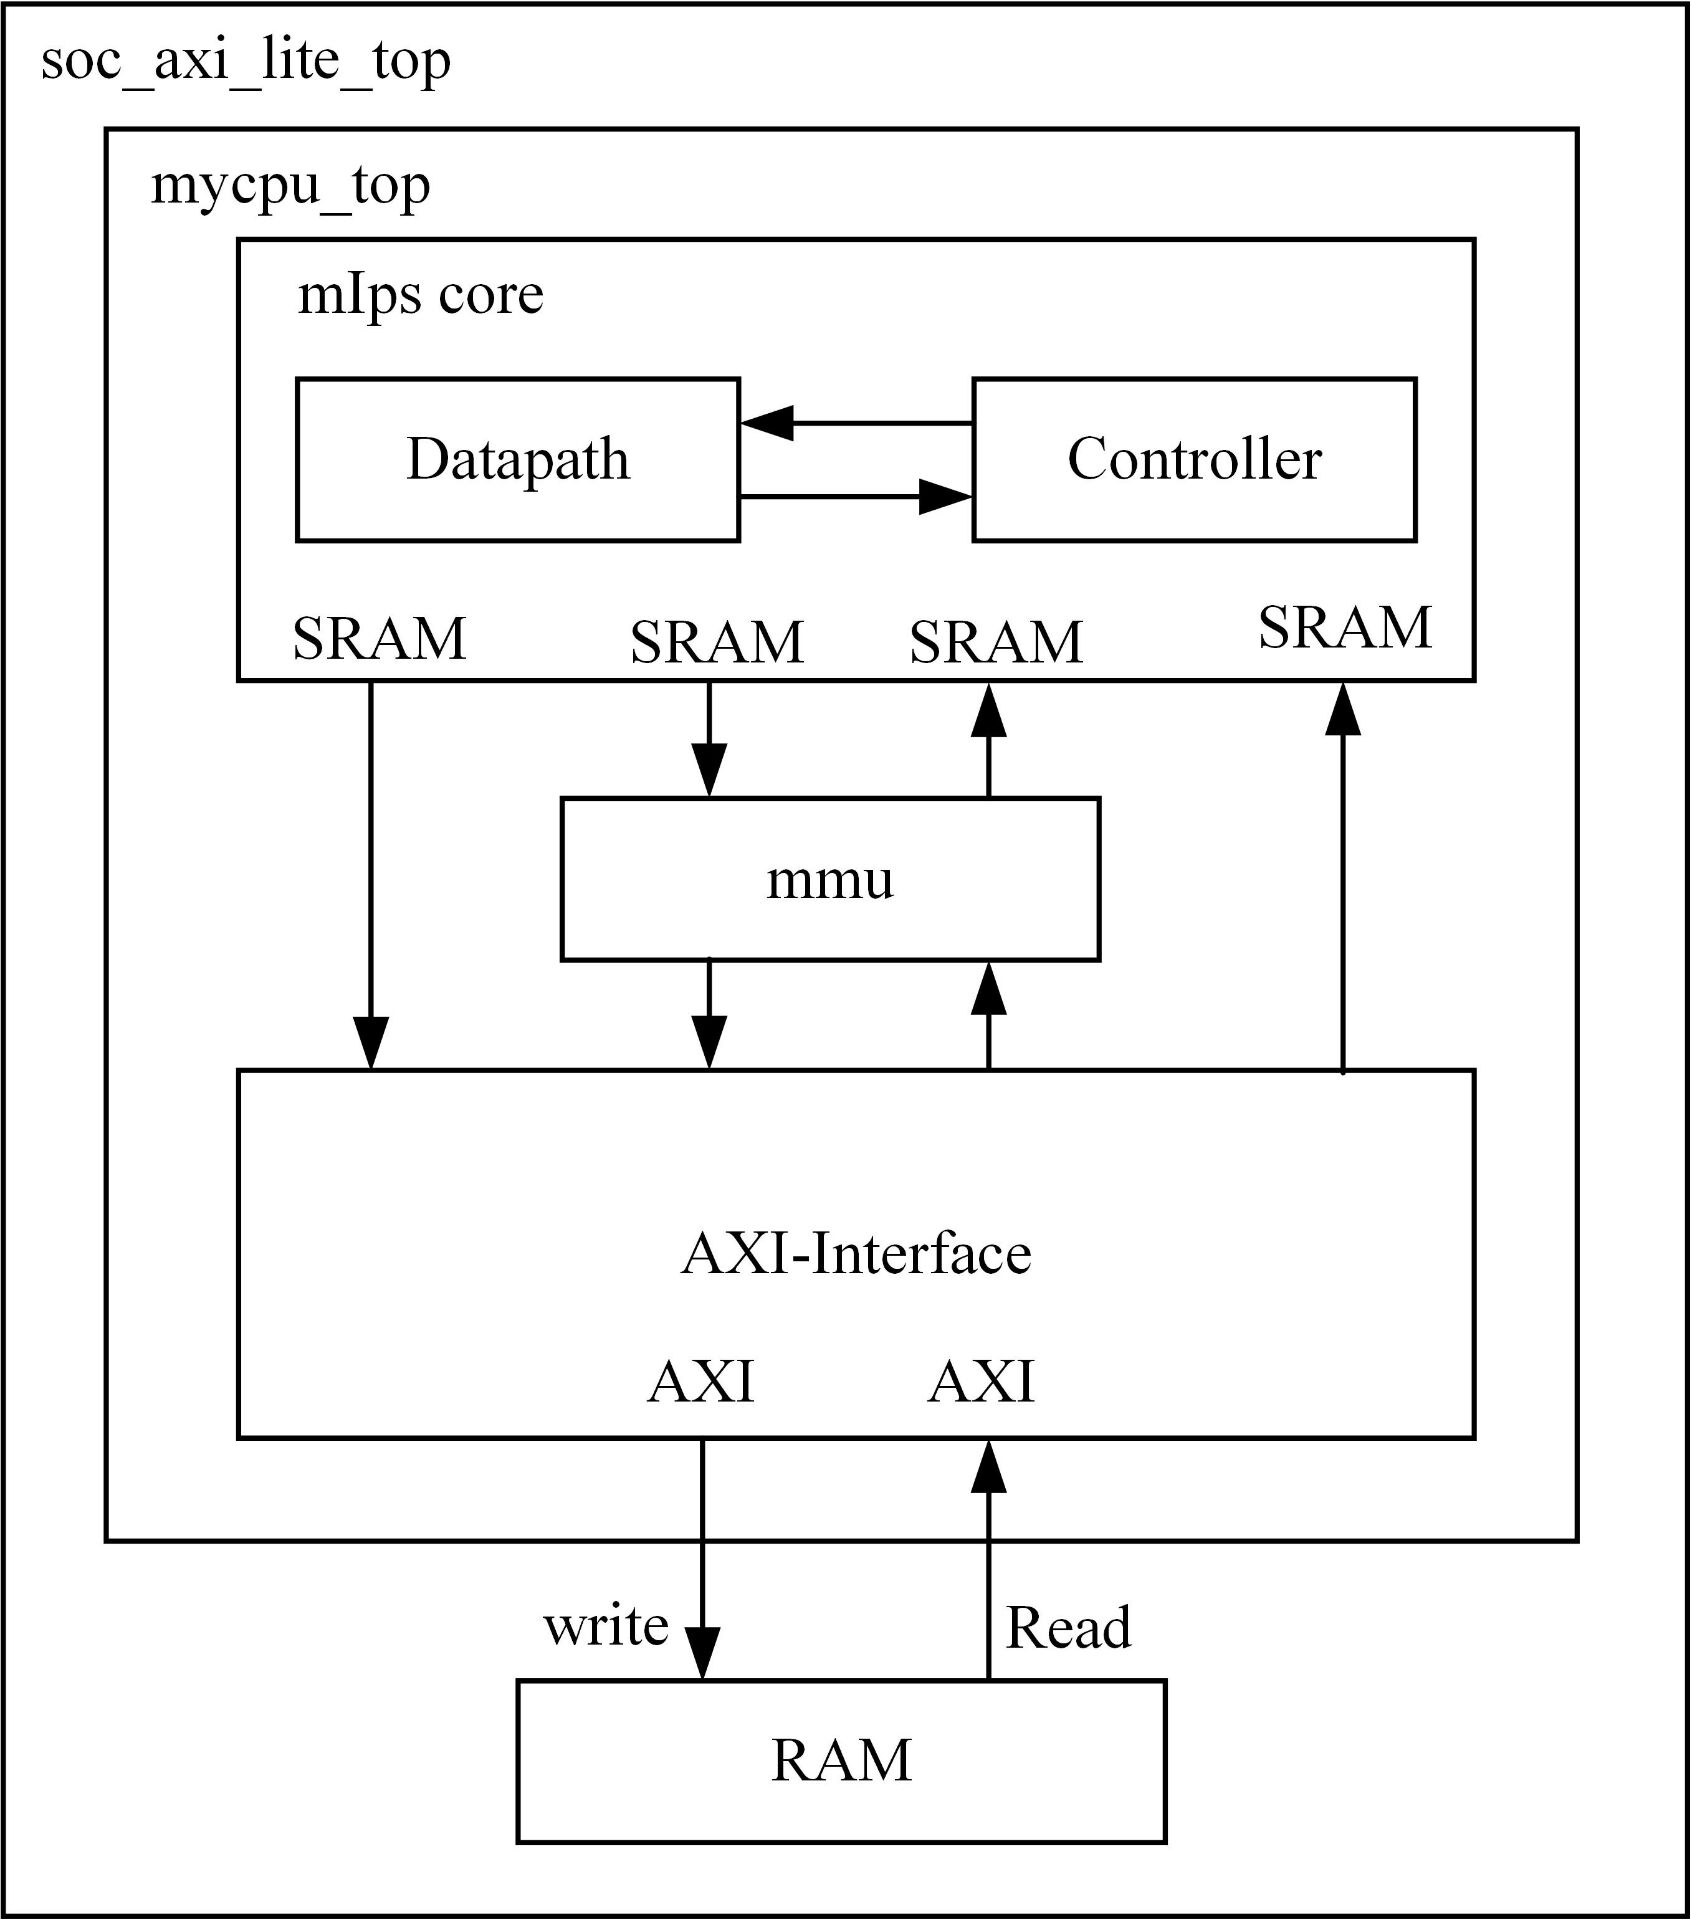 soc_axi_lite_top
mycpu_top
mIps core
Datapath
Controller
SRAM
SRAM
SRAM
SRAM
mmu
AXI-Interface
AXI
AXI
write
Read
RAM